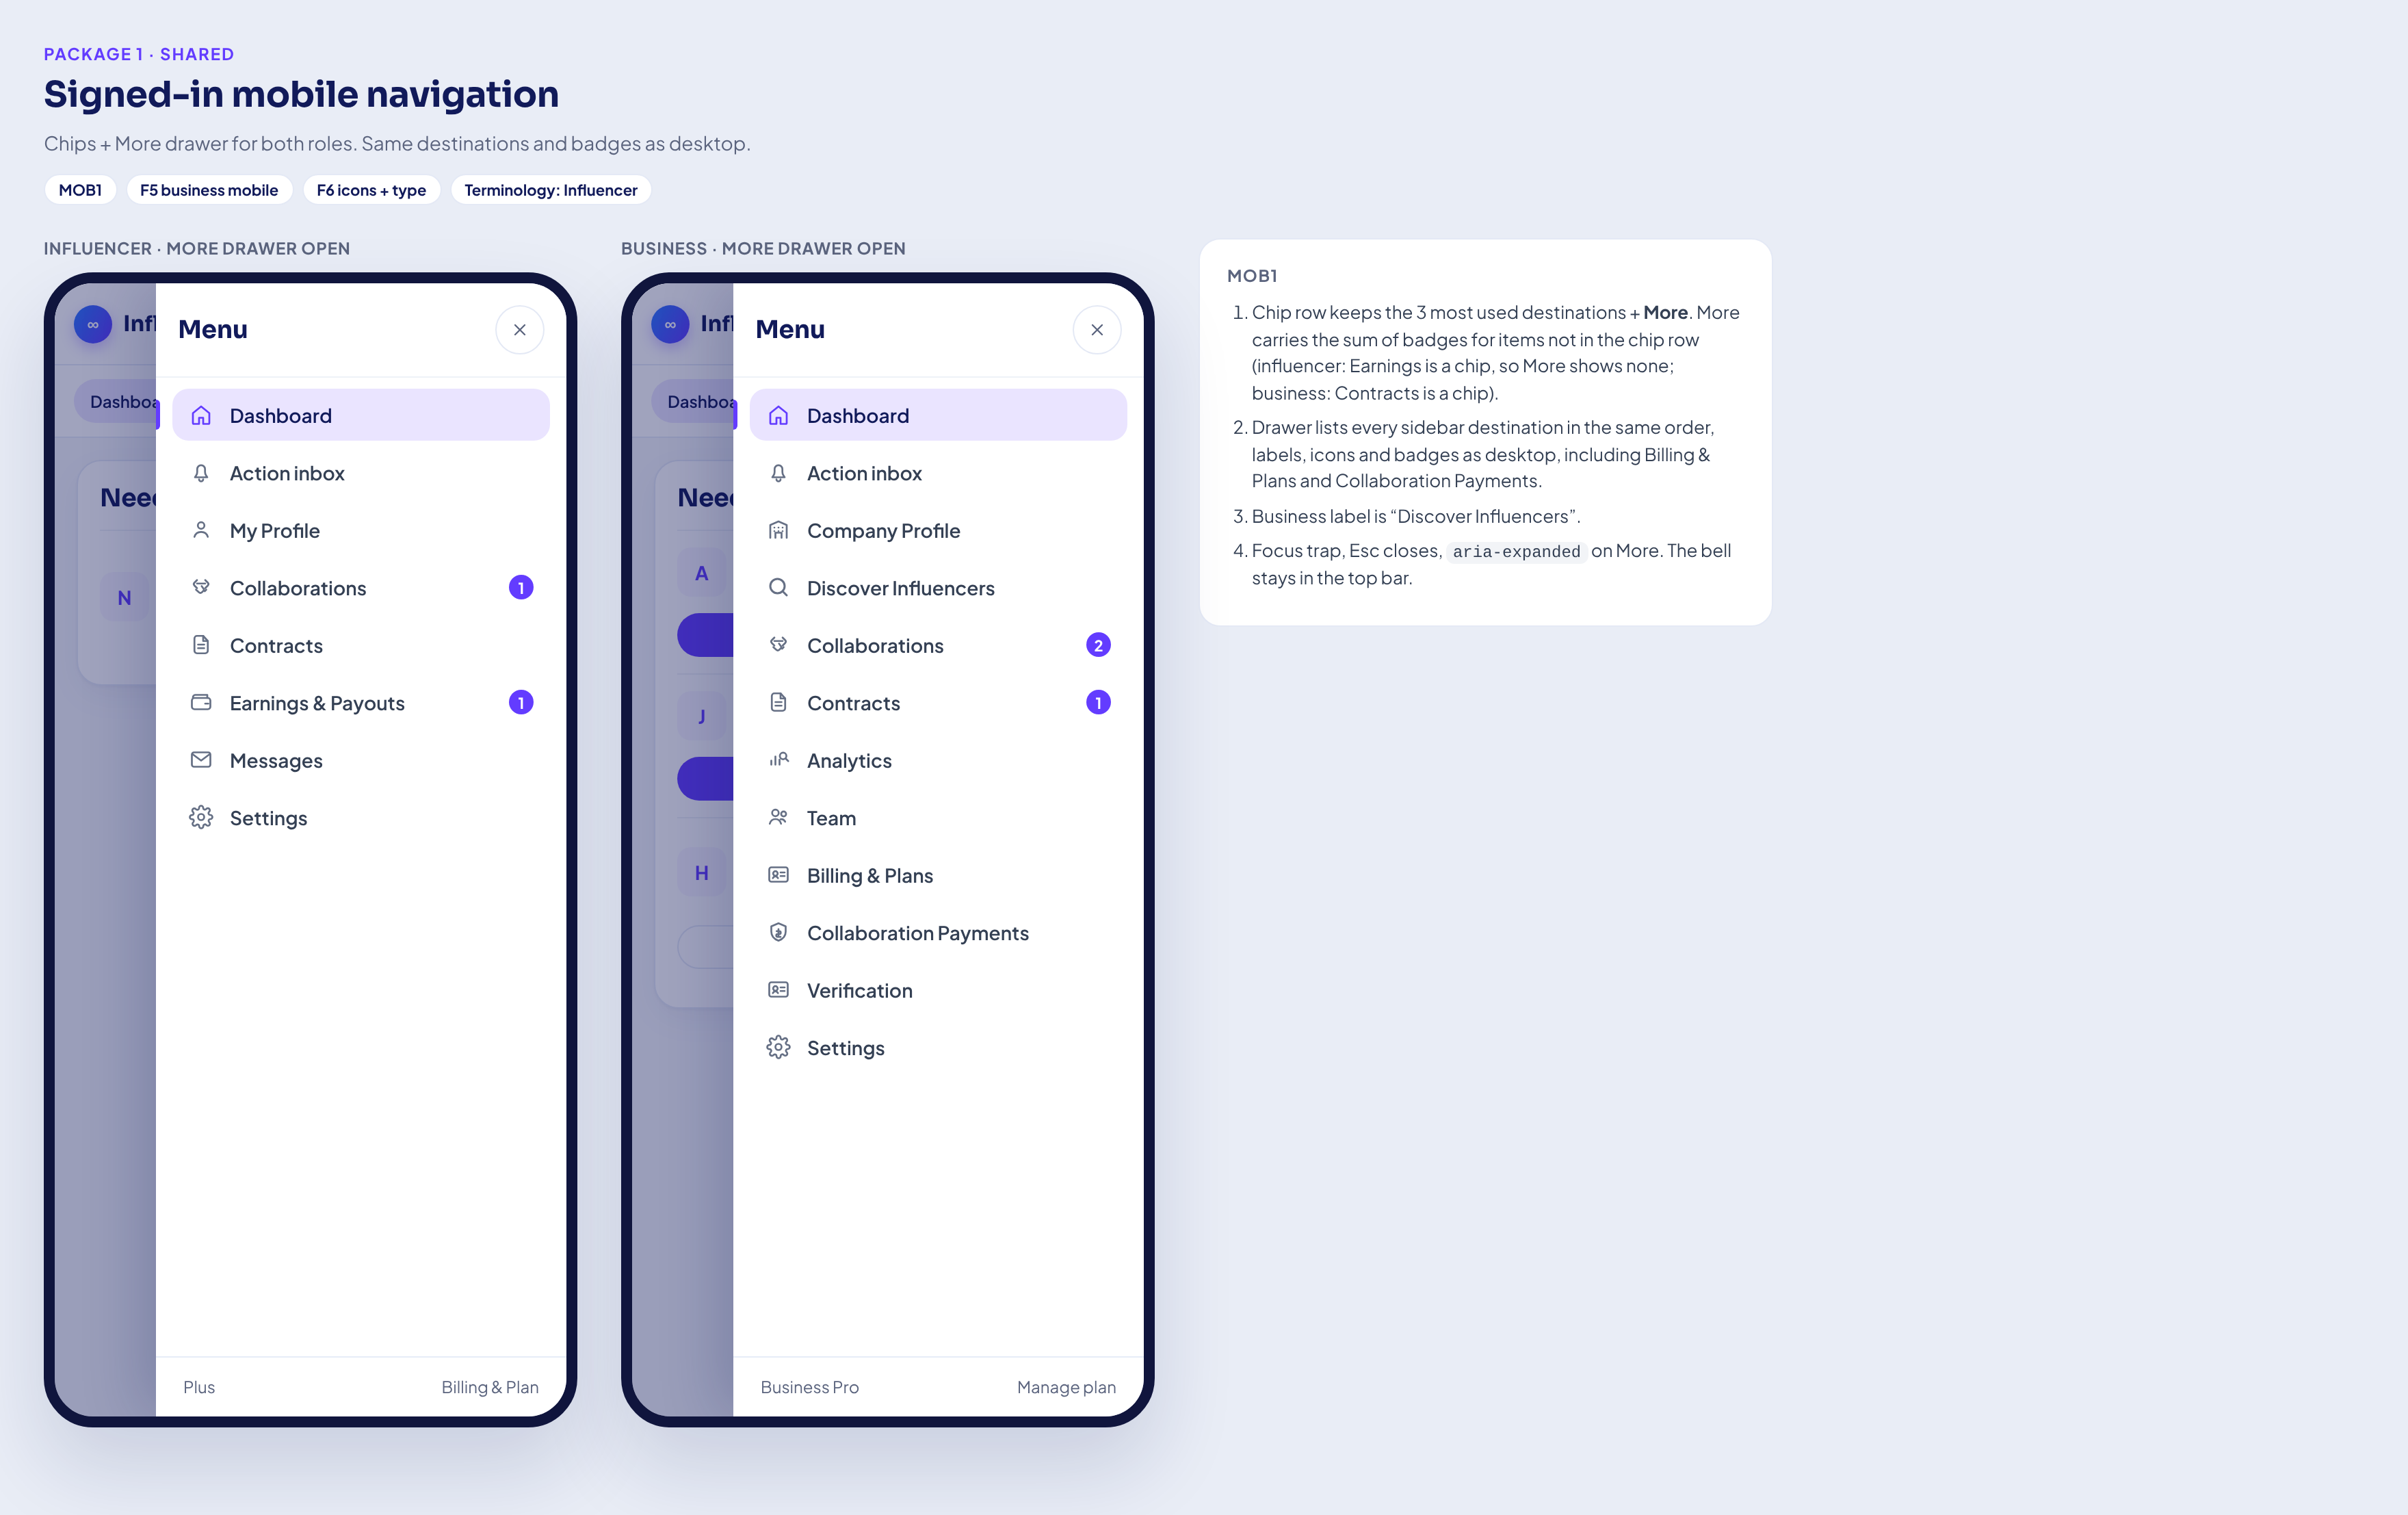 PACKAGE 1 · SHARED
Signed-in mobile navigation
Chips + More drawer for both roles. Same destinations and badges as desktop.
MOB1
F5 business mobile
F6 icons + type
Terminology: Influencer
INFLUENCER · MORE DRAWER OPEN
∞
Infl
Menu
Dashboa
Dashboard
Action inbox
Need
My Profile
N
Collaborations
1
Contracts
Earnings & Payouts
1
Messages
Settings
Plus
Billing & Plan
BUSINESS · MORE DRAWER OPEN
∞
Infl
Menu
Dashboa
Dashboard
Action inbox
Need
Company Profile
A
Discover Influencers
Collaborations
2
J
Contracts
1
Analytics
Team
H
Billing & Plans
Collaboration Payments
Verification
Settings
Business Pro
Manage plan
MOB1
1. Chip row keeps the 3 most used destinations + More. More
carries the sum of badges for items not in the chip row
(influencer: Earnings is a chip, so More shows none;
business: Contracts is a chip).
2. Drawer lists every sidebar destination in the same order,
labels, icons and badges as desktop, including Billing &
Plans and Collaboration Payments.
3. Business label is “Discover Influencers”.
4. Focus trap, Esc closes, aria-expanded on More. The bell
stays in the top bar.